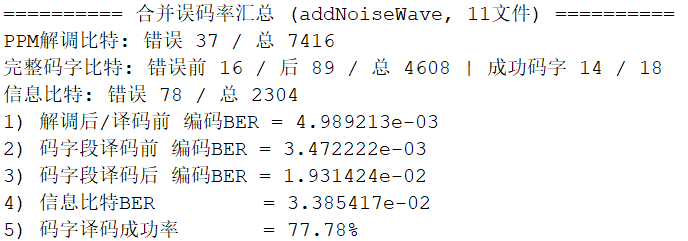 ========== 合并误码率汇总 (addNoiseWave, 11文件) ==========
PPM解调比特: 错误 37 / 总 7416
完整码字比特: 错误前 16 / 后 89 / 总 4608 | 成功码字 14 / 18
信息比特: 错误 78 / 总 2304
1) 解调后/译码前 编码BER = 4.989213e-03
2) 码字段译码前 编码BER = 3.472222e-03
3) 码字段译码后 编码BER = 1.931424e-02
4) 信息比特BER = 3.385417e-02
5) 码字译码成功率 = 77.78%